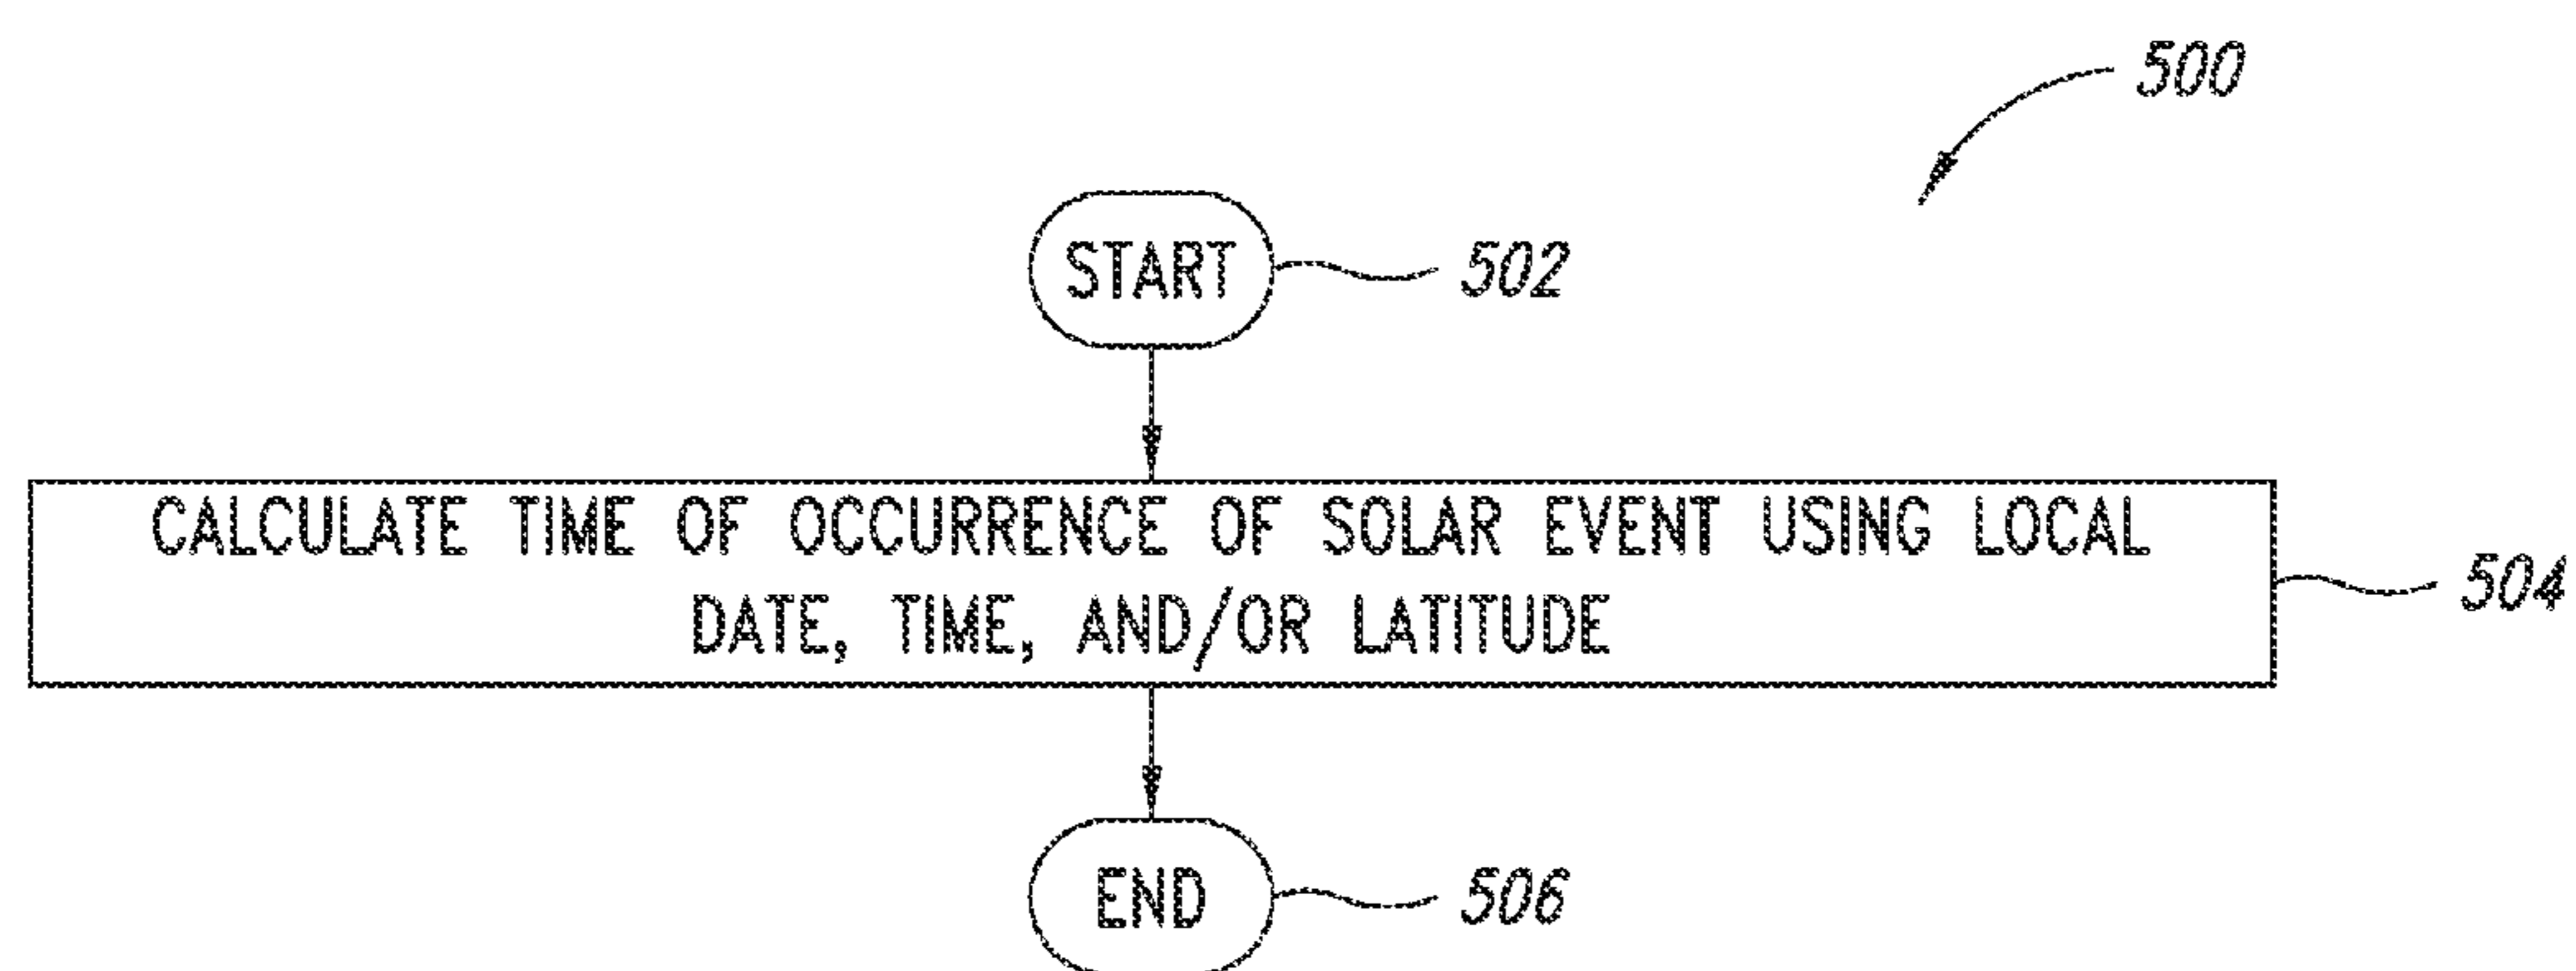 500
START
502
CALCULATE TIME OF OCCURRENCE OF SOLAR EVENT USING LOCAL
DATE, TIME, AND/OR LATITUDE
504
END
506